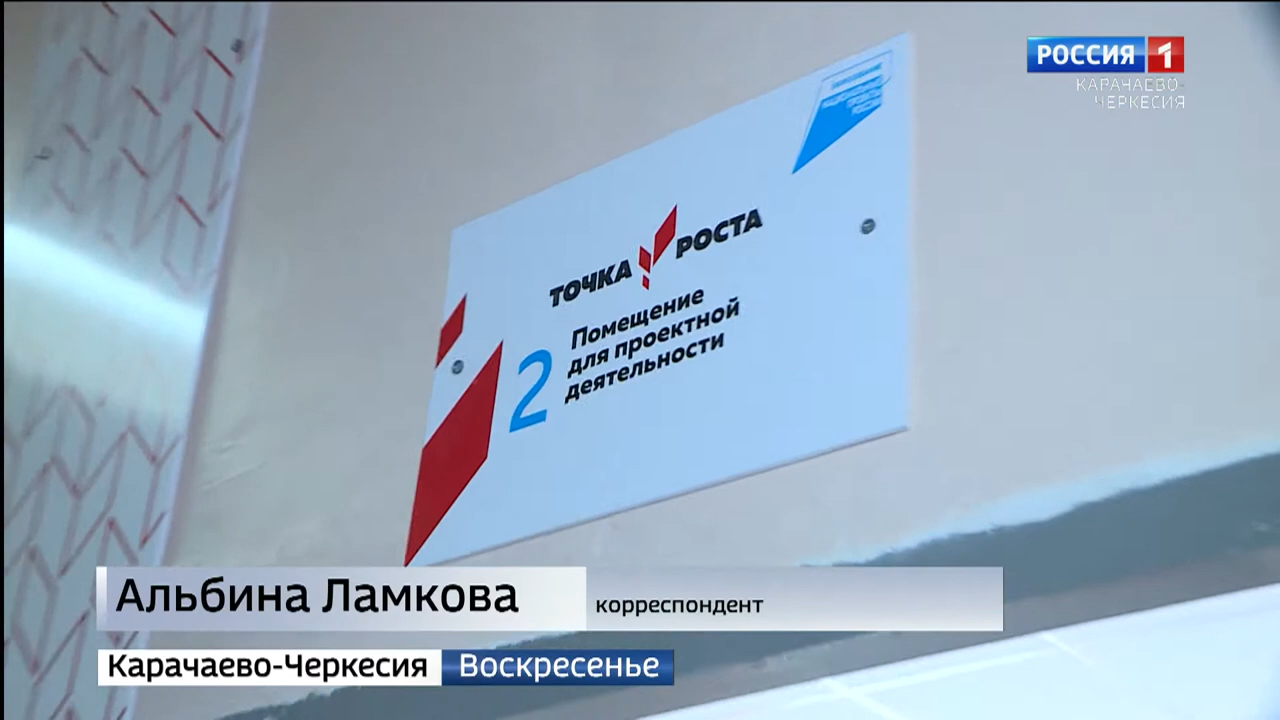 РОССИЯ 1
КАРАЧАЕВО-
ЧЕРКЕСИЯ
ТОЧКА РОСТА
2 Помещение
для проектной
деятельности
Альбина Ламкова
корреспондент
Карачаево-Черкесия Воскресенье